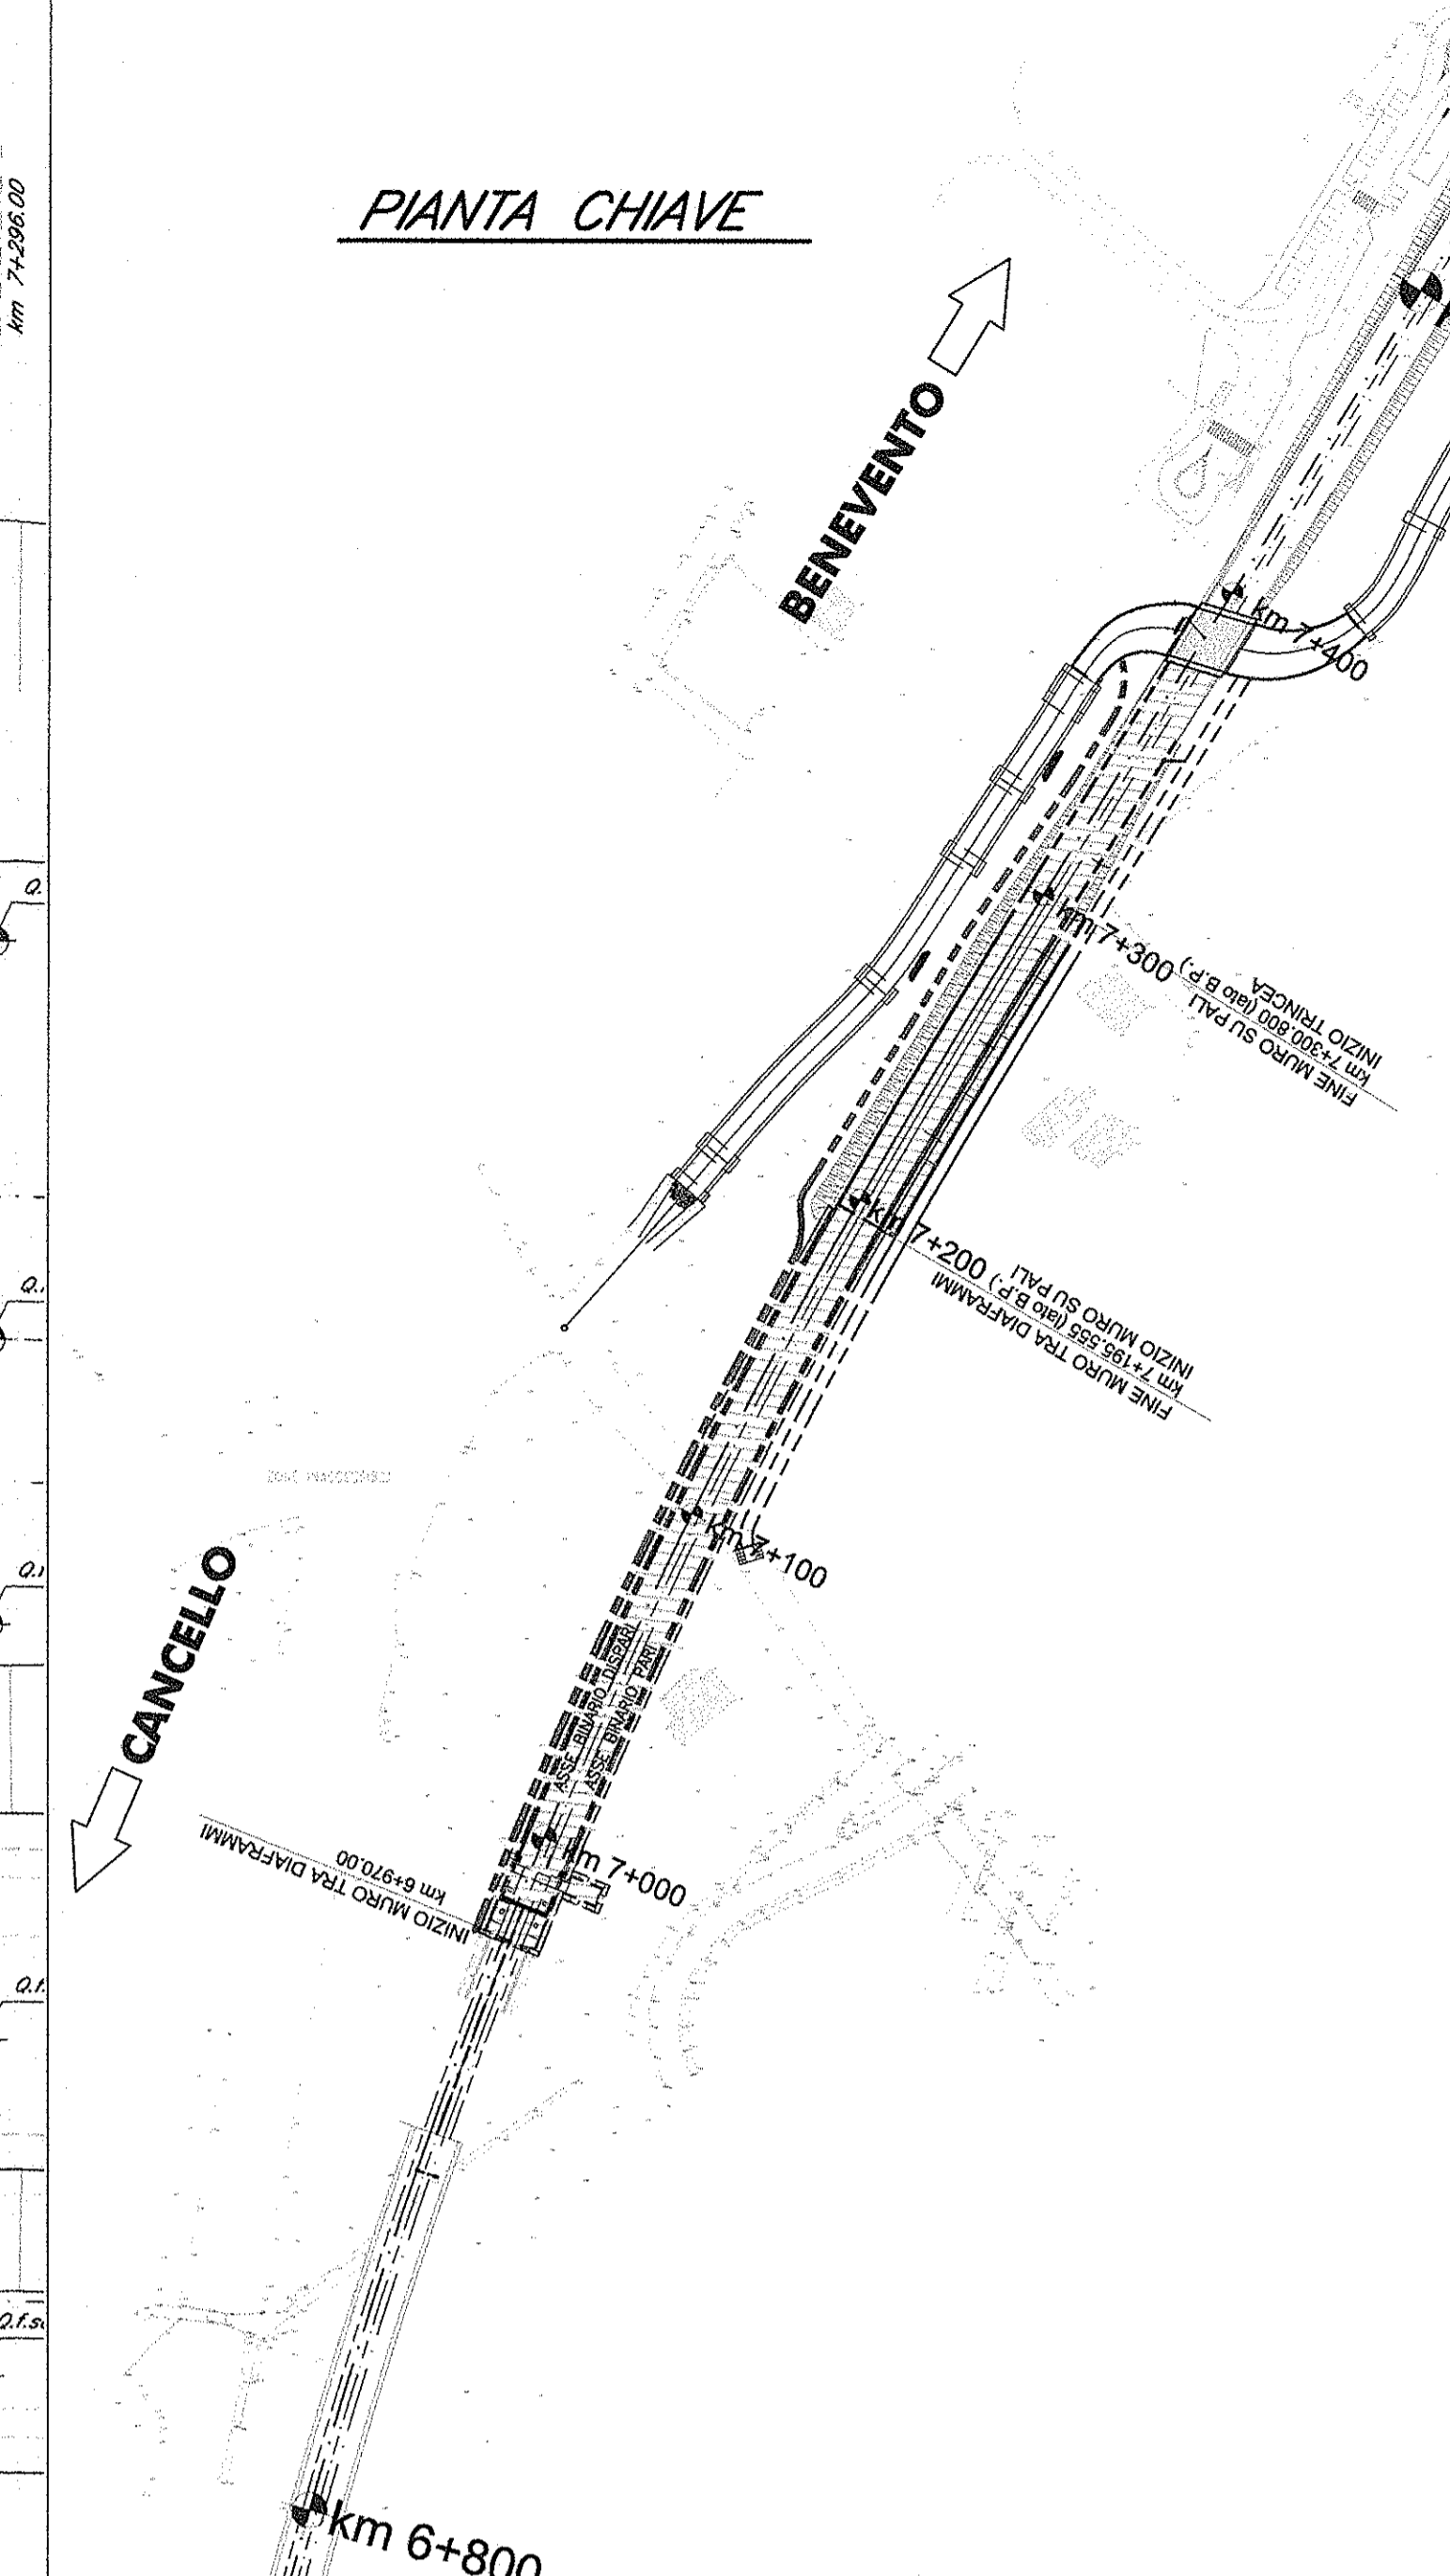 km 7+296.00
PIANTA CHIAVE
BENEVENTO
km 7+400
km 7+300
FINE MURO SU PALI
km 7+300.800 (lato B.P.)
INIZIO TRINCEA
km 7+200
FINE MURO TRA DIAFRAMMI
km 7+195.555 (lato B.P.)
INIZIO MURO SU PALI
km 7+100
ASSE BINARIO DISPARI
ASSE BINARIO PARI
CANCELLO
km 7+000
INIZIO MURO TRA DIAFRAMMI
km 6+970.00
km 6+800
Q.
Q.
Q.
Q.f.
Q.f.s